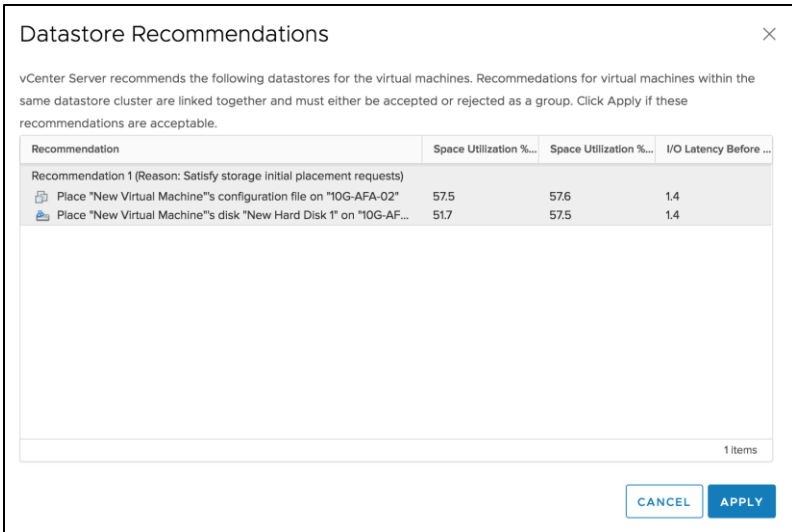 Datastore Recommendations
vCenter Server recommends the following datastores for the virtual machines. Recommedations for virtual machines within the
same datastore cluster are linked together and must either be accepted or rejected as a group. Click Apply if these
recommendations are acceptable.
Recommendation Space Utilization %... Space Utilization %... I/O Latency Before ...
Recommendation 1 (Reason: Satisfy storage initial placement requests)
Place "New Virtual Machine"'s configuration file on "10G-AFA-02" 57.5 57.6 1.4
Place "New Virtual Machine"'s disk "New Hard Disk 1" on "10G-AF... 51.7 57.5 1.4
1 items
CANCEL APPLY